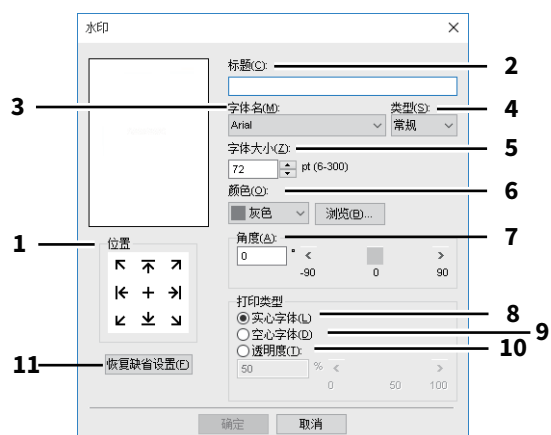 水印
2
标题(C):
3
字体名(M):
类型(S):
4
Arial
常规
字体大小(Z):
5
72
pt (6-300)
颜色(O):
6
灰色
浏览(B)...
1
位置
角度(A):
7
0
°
-90
0
90
打印类型
实心字体(L)
8
空心字体(D)
9
透明度(T):
10
11
恢复缺省设置(F)
50
%
0
50
100
确定
取消